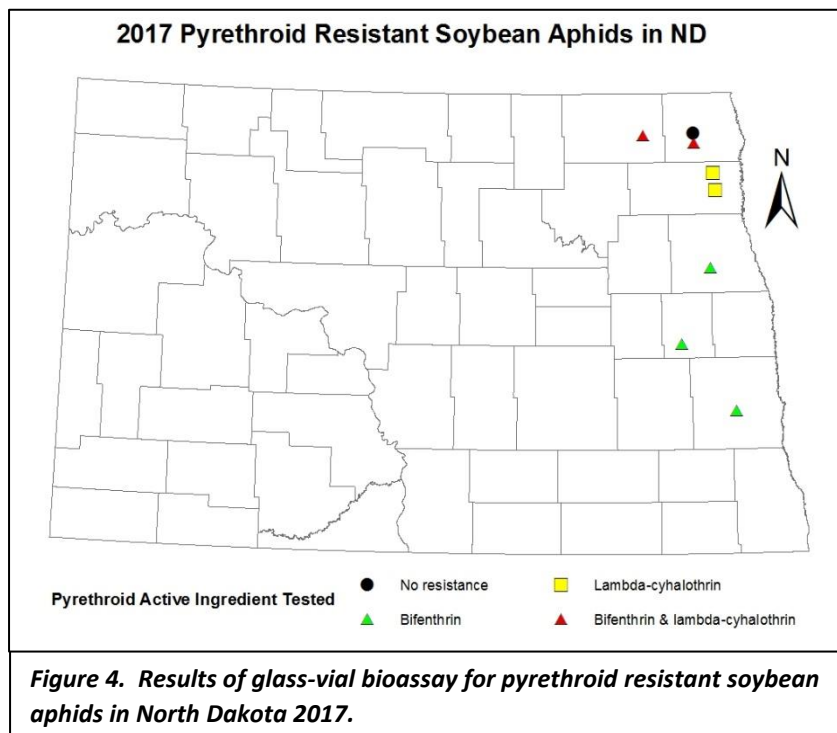 2017 Pyrethroid Resistant Soybean Aphids in ND
N
Pyrethroid Active Ingredient Tested
No resistance
Lambda-cyhalothrin
Bifenthrin
Bifenthrin & lambda-cyhalothrin
Figure 4. Results of glass-vial bioassay for pyrethroid resistant soybean
aphids in North Dakota 2017.